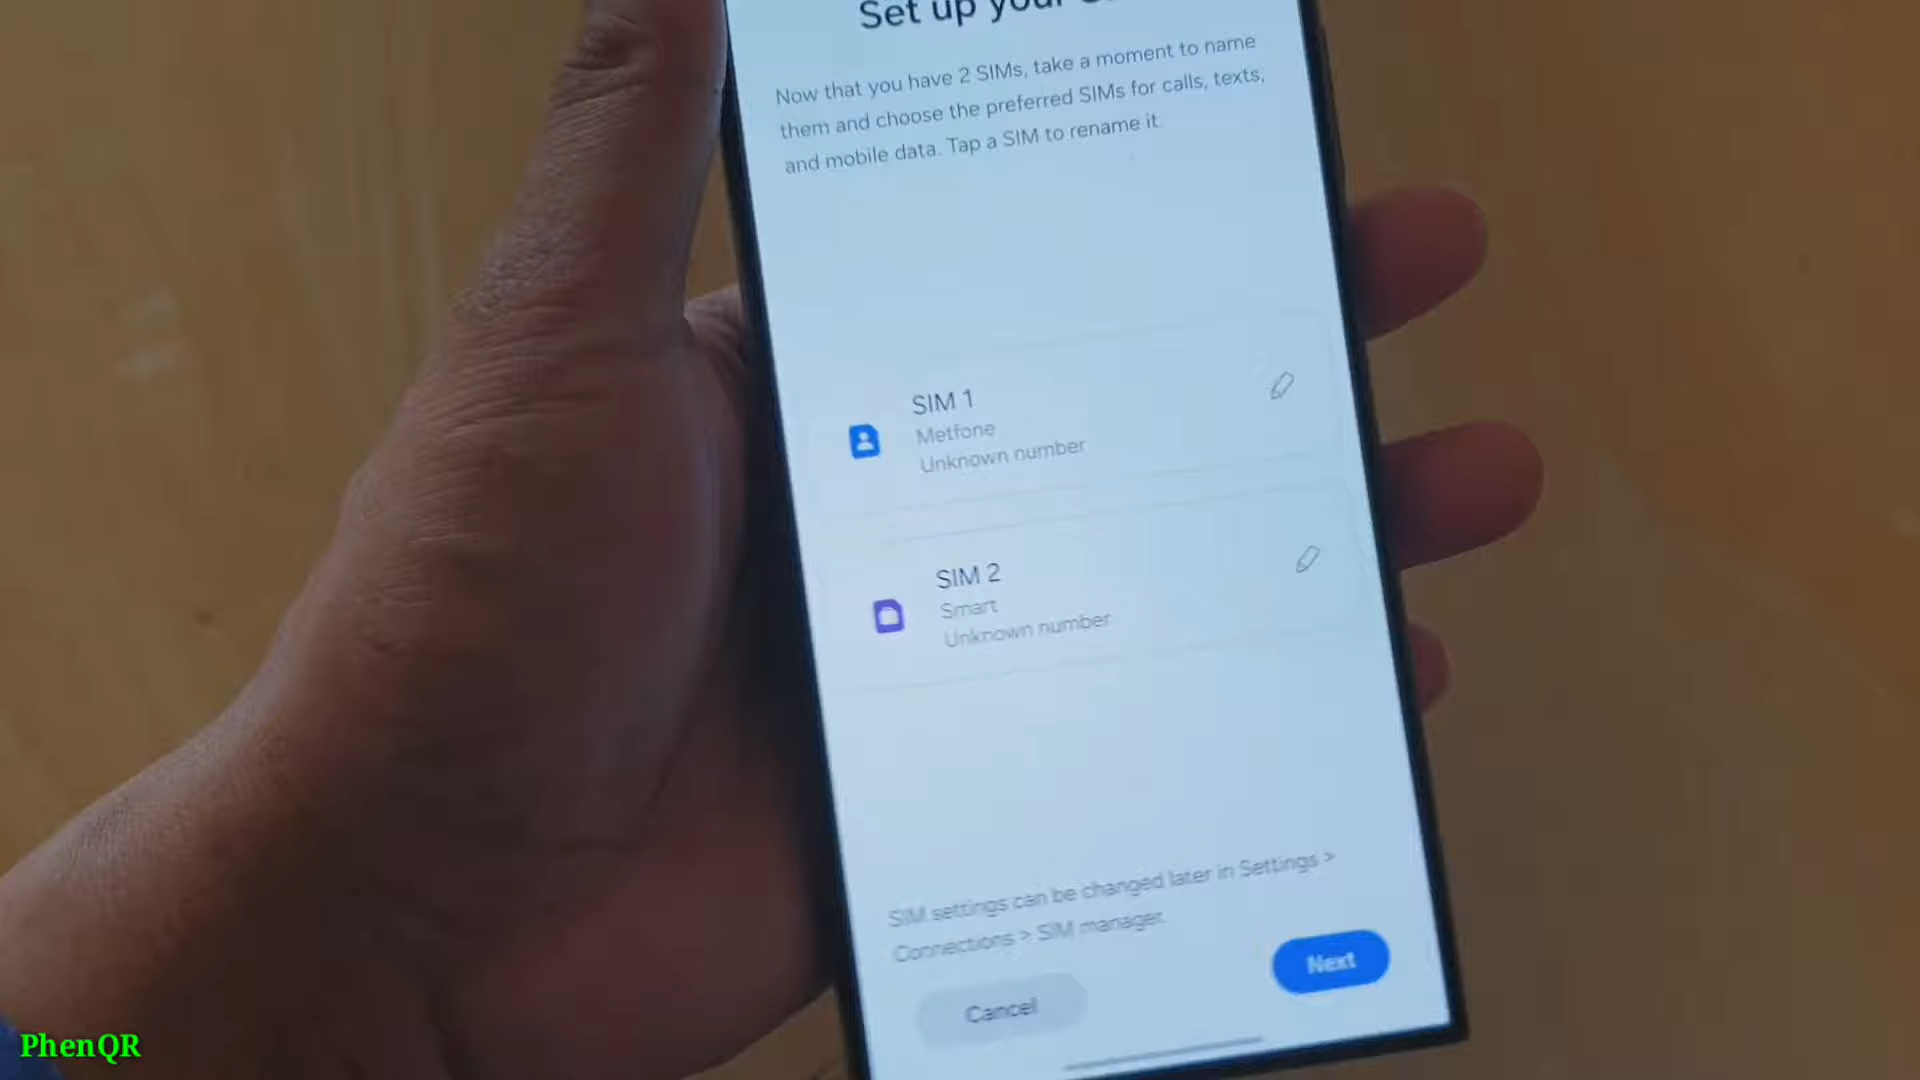 Set up your
Now that you have 2 SIMs, take a moment to name
them and choose the preferred SIMs for calls, texts,
and mobile data. Tap a SIM to rename it.
SIM 1
Metfone
Unknown number
SIM 2
Smart
Unknown number
SIM settings can be changed later in Settings >
Connections > SIM manager.
Next
Cancel
PhenQR